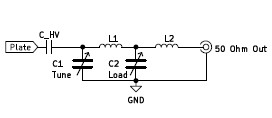 C_HV
L1
L2
Plate
50 Ohm Out
C1
Tune
C2
Load
GND